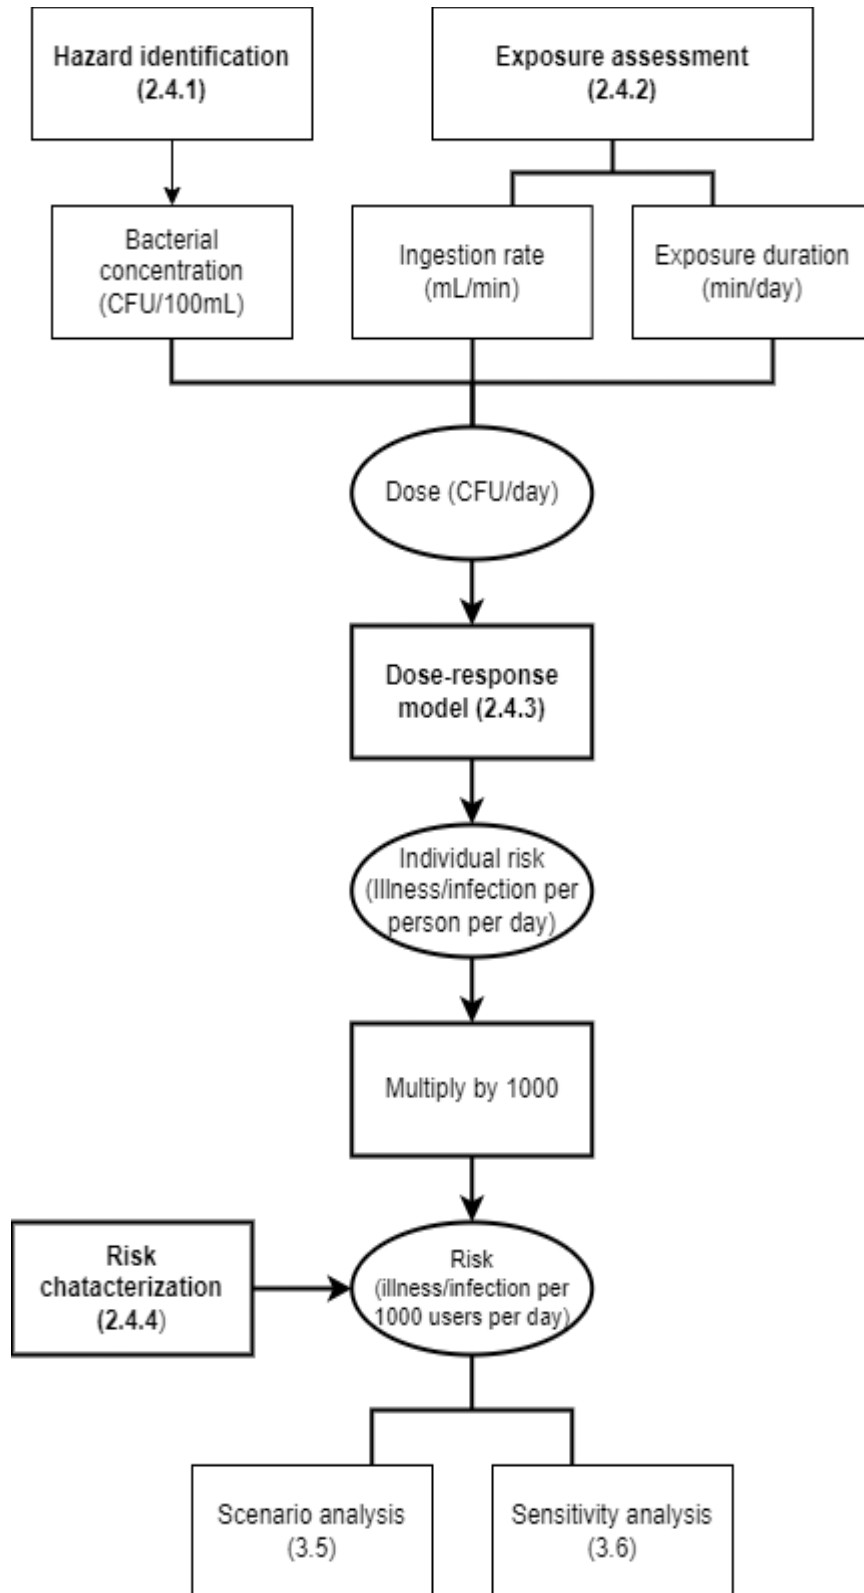 Hazard identification
(2.4.1)
Exposure assessment
(2.4.2)
Bacterial
concentration
(CFU/100mL)
Ingestion rate
(mL/min)
Exposure duration
(min/day)
Dose (CFU/day)
Dose-response
model (2.4.3)
Individual risk
(Illness/infection per
person per day)
Multiply by 1000
Risk
chatacterization
(2.4.4)
Risk
(illness/infection per
1000 users per day)
Scenario analysis
(3.5)
Sensitivity analysis
(3.6)